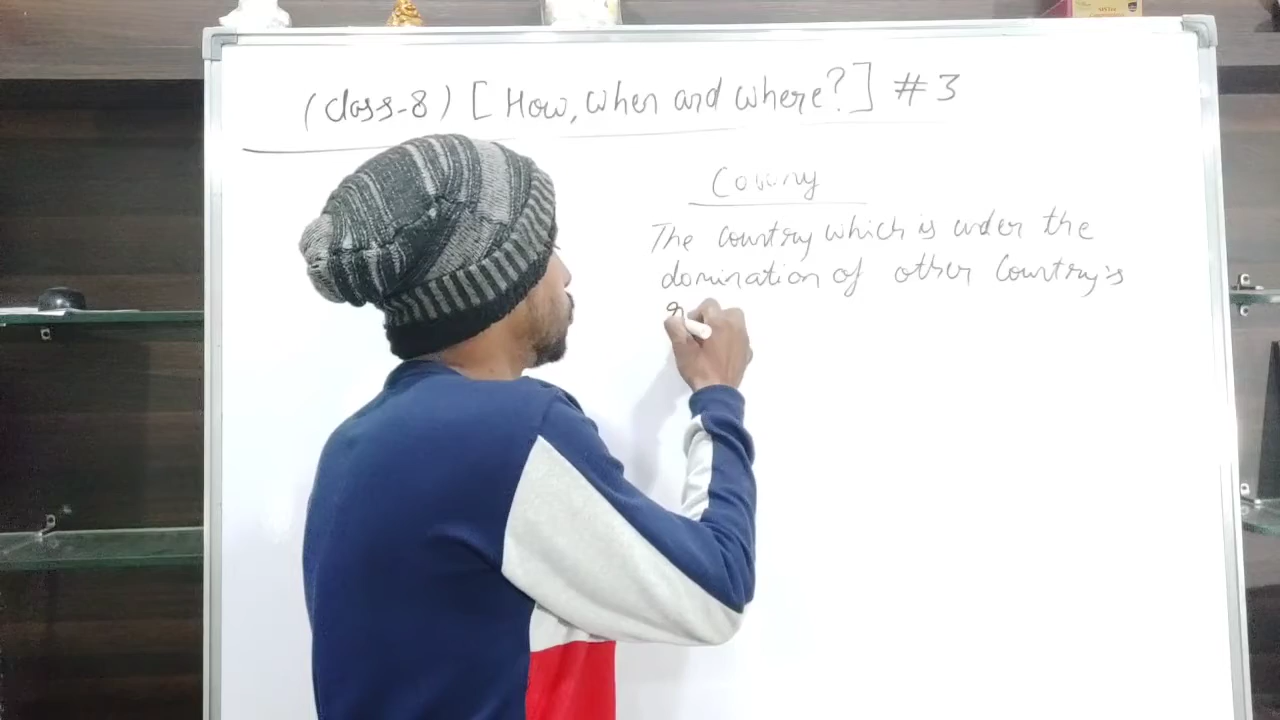 (Class-8) [How, when and where?] #3
Colony
The country which is under the
domination of other Country's